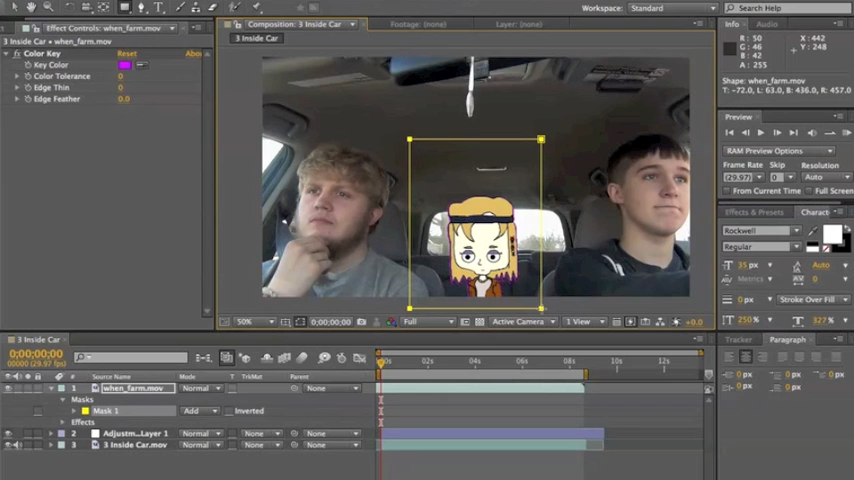 T
Workspace: Standard
Search Help
Effect Controls: when_farm.mov
3 Inside Car • when_farm.mov
fx Color Key Reset Abo
Key Color
Color Tolerance 0
Edge Thin 0
Edge Feather 0.0
Composition: 3 Inside Car
Footage: (none)
Layer: (none)
3 Inside Car
50%
0;00;00;00
Full
Active Camera
1 View
+0.0
Info
Audio
R: 50
G: 46
B: 42
A: 255
X: 442
Y: 248
Shape: when_farm.mov
T: -72.0, L: 63.0, B: 436.0, R: 457.0
Preview
RAM Preview Options
Frame Rate Skip Resolution
(29.97) 0 Auto
From Current Time Full Screen
Effects & Presets Charact
Rockwell
Regular
35 px Auto
Metrics 0
0 px Stroke Over Fill
250 % 327 %
Tracker Paragraph
0 px 0 px
0 px 0 px
3 Inside Car
0;00;00;00
00000 (29.97 fps)
# Source Name Mode T TrkMat Parent
02s 04s 06s 08s 10s 12s
1 when_farm.mov Normal None
Masks
Mask 1 Add Inverted
Effects
2 Adjustm...Layer 1 Normal None None
3 3 Inside Car.mov Normal None None